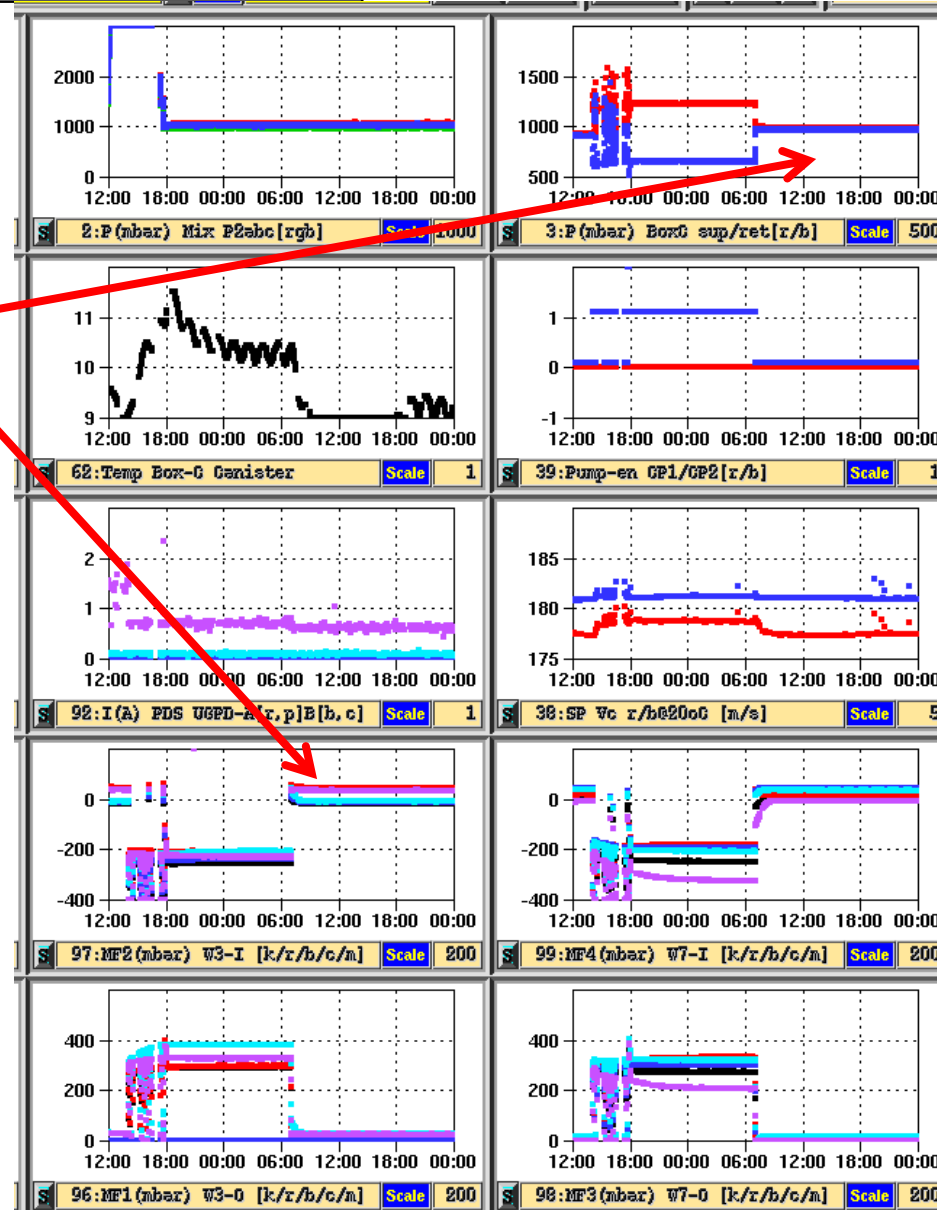 2000
1000
0
12:00 18:00 00:00 06:00 12:00 18:00 00:00
S 2:P(mbar) Mix P2abc[rgb] Scale 1000
1500
1000
500
12:00 18:00 00:00 06:00 12:00 18:00 00:00
S 3:P(mbar) BoxC sup/ret[r/b] Scale 500
11
10
9
12:00 18:00 00:00 06:00 12:00 18:00 00:00
S 62:Temp Box-C Canister Scale 1
1
0
-1
12:00 18:00 00:00 06:00 12:00 18:00 00:00
S 39:Pump-en CP1/CP2[r/b] Scale 1
2
1
0
12:00 18:00 00:00 06:00 12:00 18:00 00:00
S 92:I(A) PDS UGPD-A[r,p]B[b,c] Scale 1
185
180
175
12:00 18:00 00:00 06:00 12:00 18:00 00:00
S 38:SP Vc r/b@20oC [m/s] Scale 5
0
-200
-400
12:00 18:00 00:00 06:00 12:00 18:00 00:00
S 97:MF2(mbar) W3-I [k/r/b/c/m] Scale 200
0
-200
-400
12:00 18:00 00:00 06:00 12:00 18:00 00:00
S 99:MF4(mbar) W7-I [k/r/b/c/m] Scale 200
400
200
0
12:00 18:00 00:00 06:00 12:00 18:00 00:00
S 96:MF1(mbar) W3-O [k/r/b/c/m] Scale 200
400
200
0
12:00 18:00 00:00 06:00 12:00 18:00 00:00
S 98:MF3(mbar) W7-O [k/r/b/c/m] Scale 200